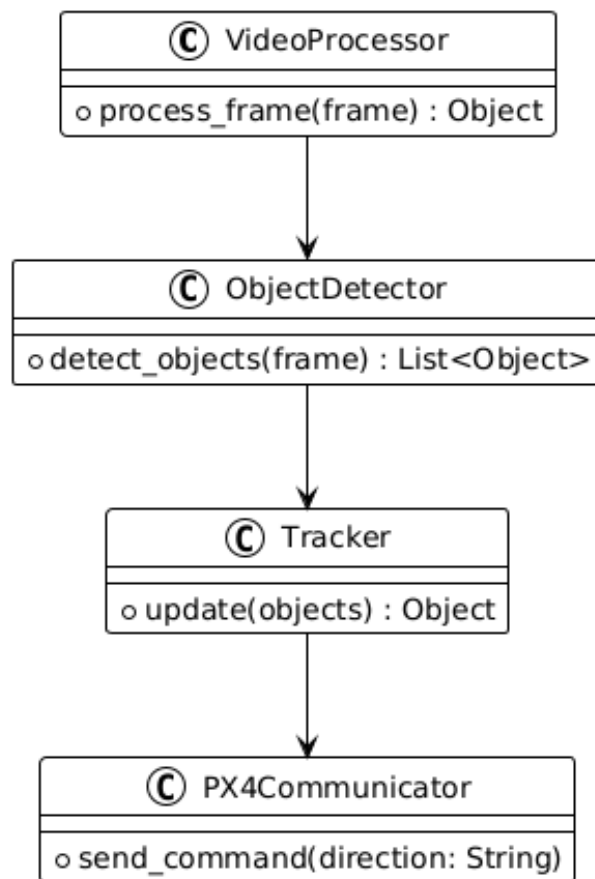 C VideoProcessor
process_frame(frame) : Object
C ObjectDetector
detect_objects(frame) : List<Object>
C Tracker
update(objects) : Object
C PX4Communicator
send_command(direction: String)